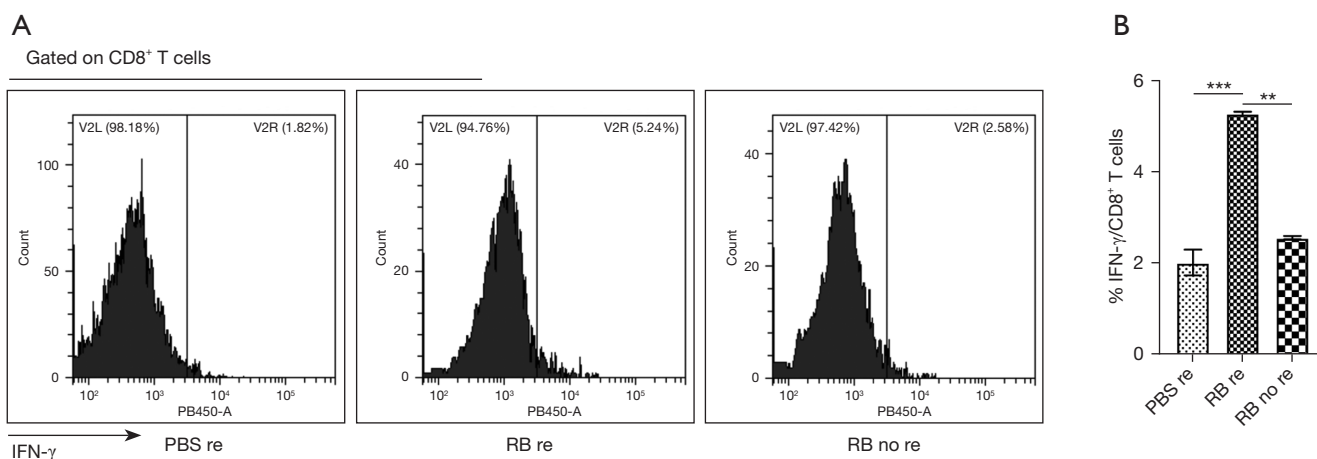 A
Gated on CD8⁺ T cells
V2L (98.18%) V2R (1.82%)
100
50
0
Count
10² 10³ 10⁴ 10⁵
PB450-A
IFN-γ
PBS re
V2L (94.76%) V2R (5.24%)
40
20
0
Count
10² 10³ 10⁴ 10⁵
PB450-A
RB re
V2L (97.42%) V2R (2.58%)
40
20
0
Count
10² 10³ 10⁴ 10⁵
PB450-A
RB no re
B
% IFN-γ/CD8⁺ T cells
6
4
2
0
*** **
PBS re
RB re
RB no re